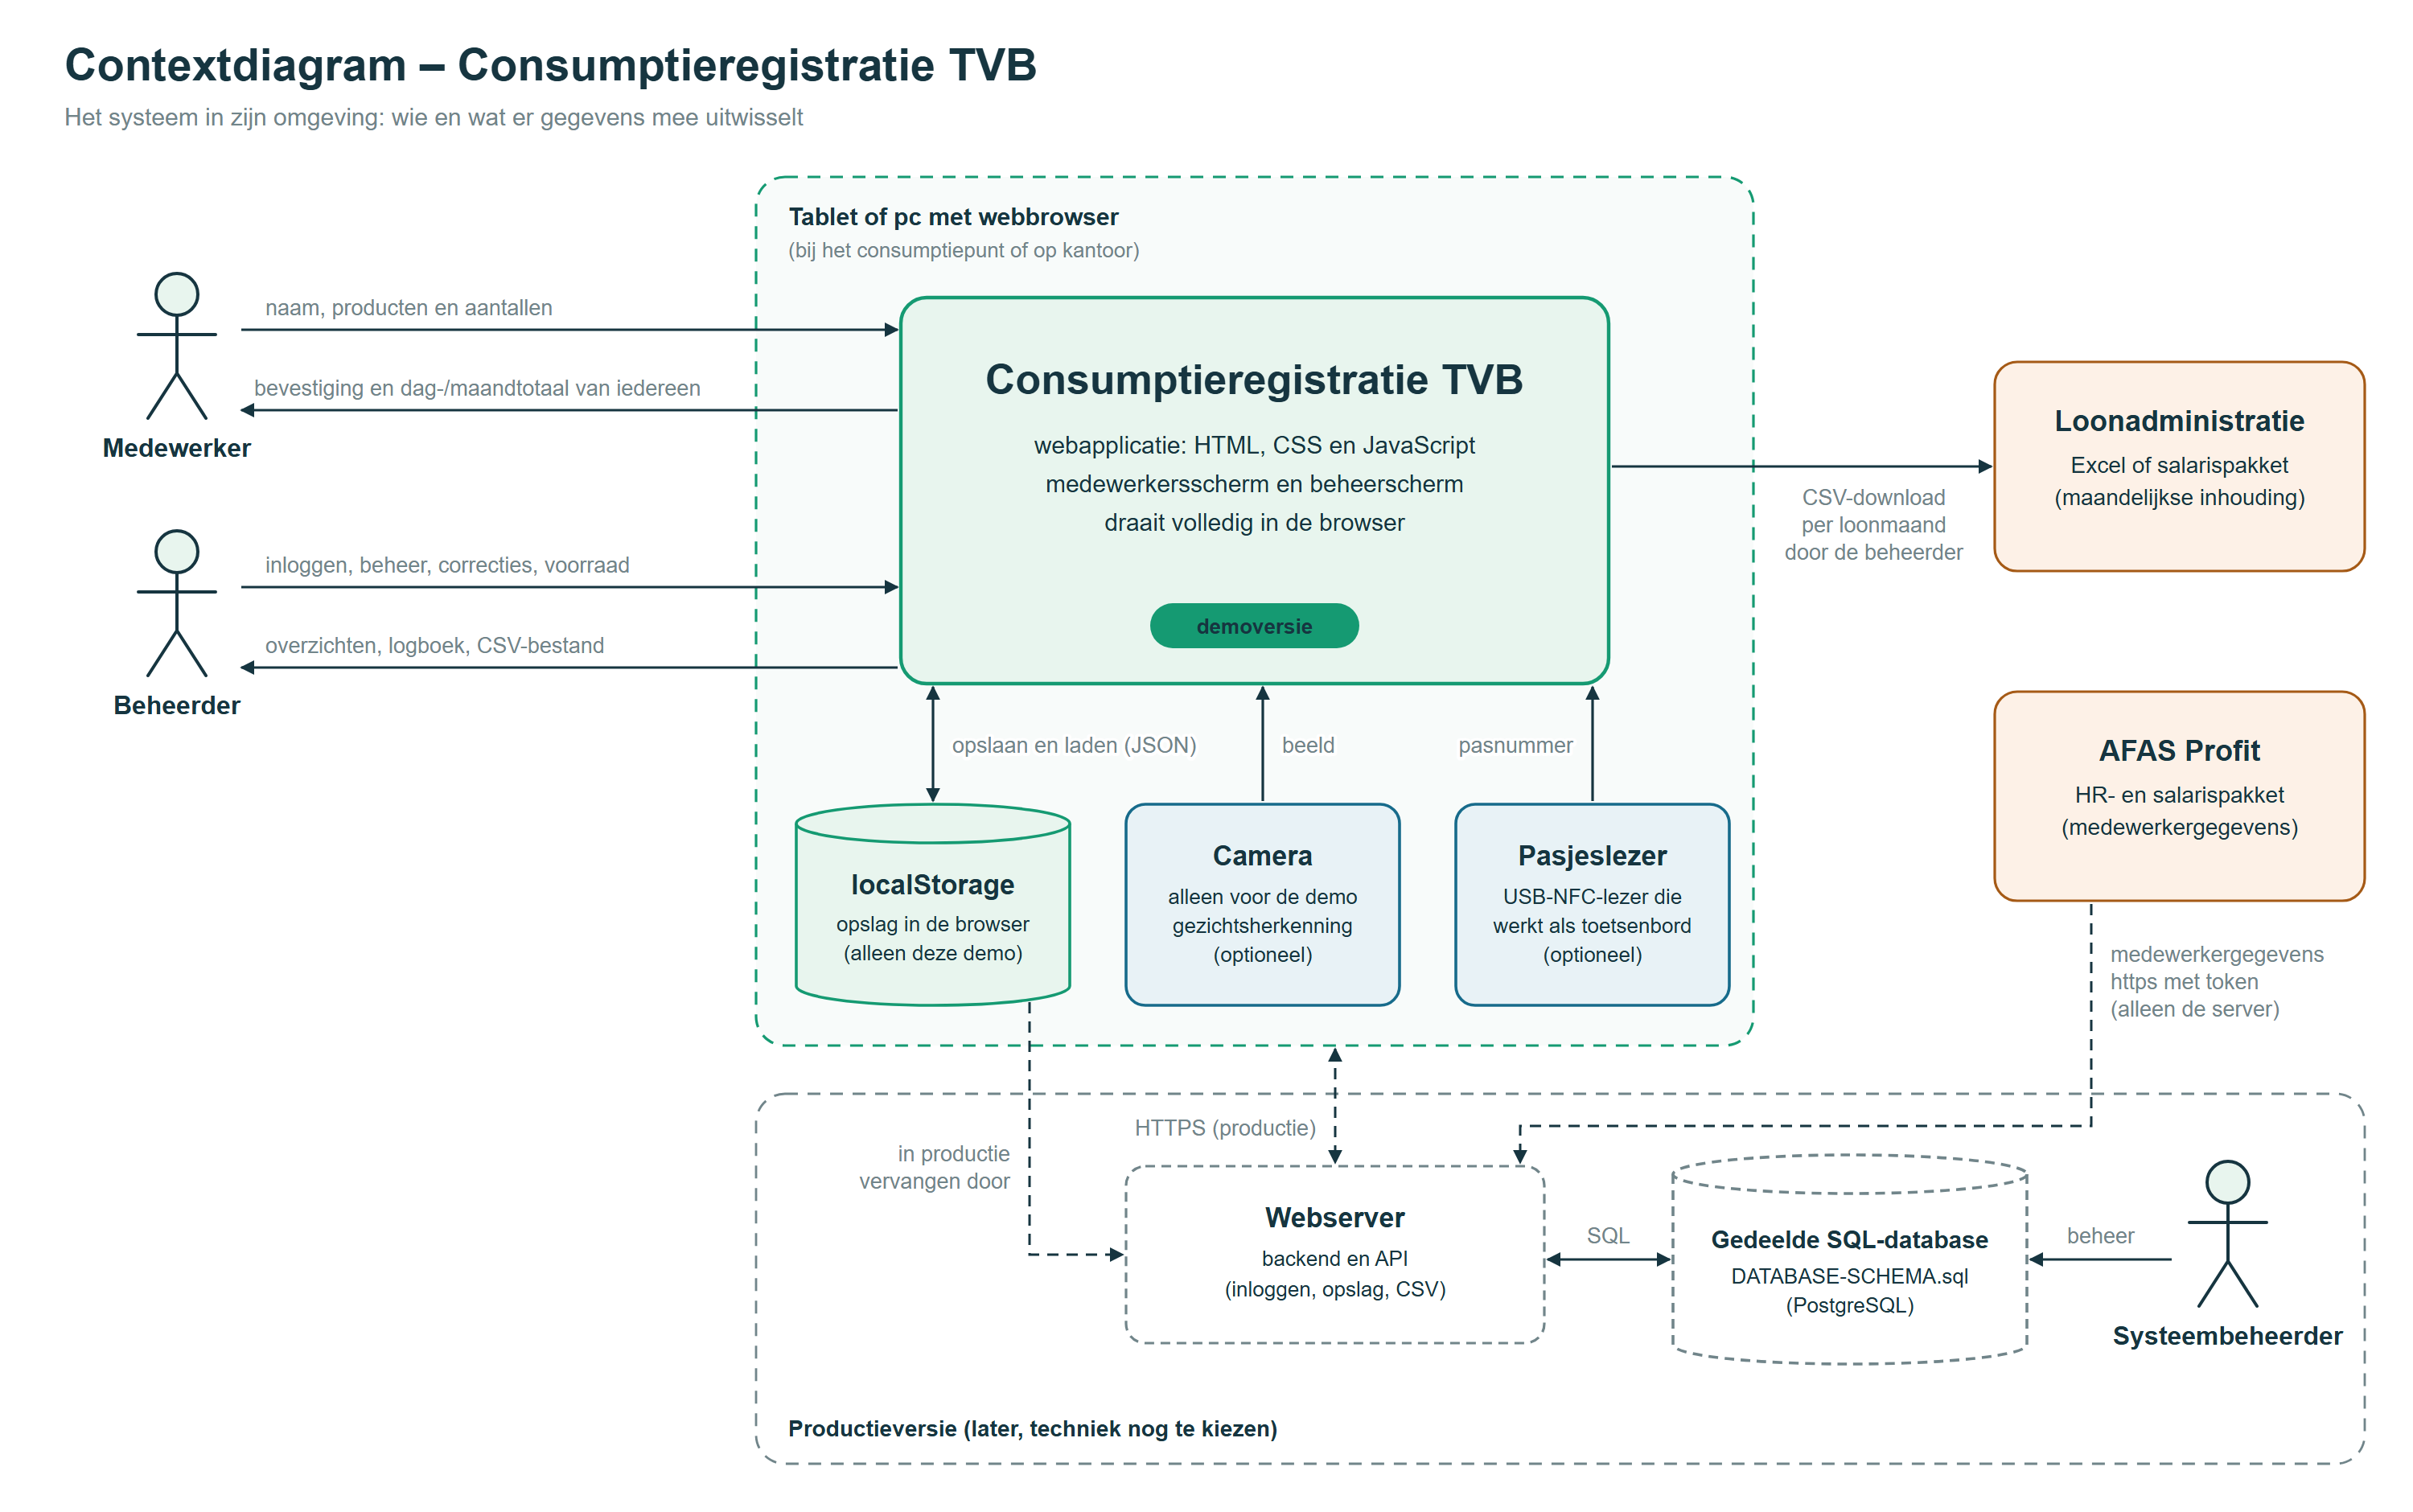 Contextdiagram – Consumptieregistratie TVB
Het systeem in zijn omgeving: wie en wat er gegevens mee uitwisselt
Tablet of pc met webbrowser
(bij het consumptiepunt of op kantoor)
naam, producten en aantallen
bevestiging en dag-/maandtotaal van iedereen
Medewerker
inloggen, beheer, correcties, voorraad
overzichten, logboek, CSV-bestand
Beheerder
Consumptieregistratie TVB
webapplicatie: HTML, CSS en JavaScript
medewerkersscherm en beheerscherm
draait volledig in de browser
demoversie
CSV-download
per loonmaand
door de beheerder
Loonadministratie
Excel of salarispakket
(maandelijkse inhouding)
AFAS Profit
HR- en salarispakket
(medewerkergegevens)
medewerkergegevens
https met token
(alleen de server)
opslaan en laden (JSON)
beeld
pasnummer
localStorage
opslag in de browser
(alleen deze demo)
Camera
alleen voor de demo
gezichtsherkenning
(optioneel)
Pasjeslezer
USB-NFC-lezer die
werkt als toetsenbord
(optioneel)
in productie
vervangen door
HTTPS (productie)
Webserver
backend en API
(inloggen, opslag, CSV)
SQL
Gedeelde SQL-database
DATABASE-SCHEMA.sql
(PostgreSQL)
beheer
Systeembeheerder
Productieversie (later, techniek nog te kiezen)